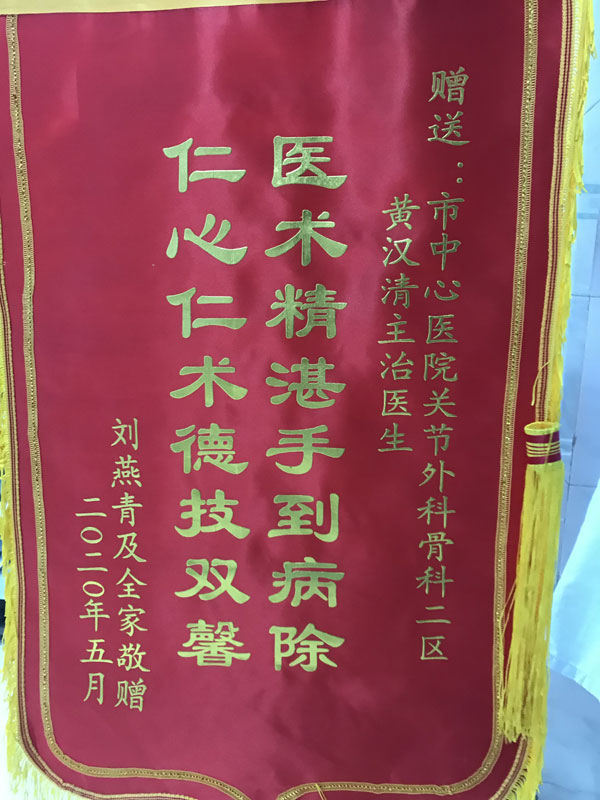 赠送：市中心医院关节外科骨科二区
黄汉清主治医生
医术精湛手到病除
仁心仁术德技双馨
刘燕青及全家敬赠
二〇二〇年五月